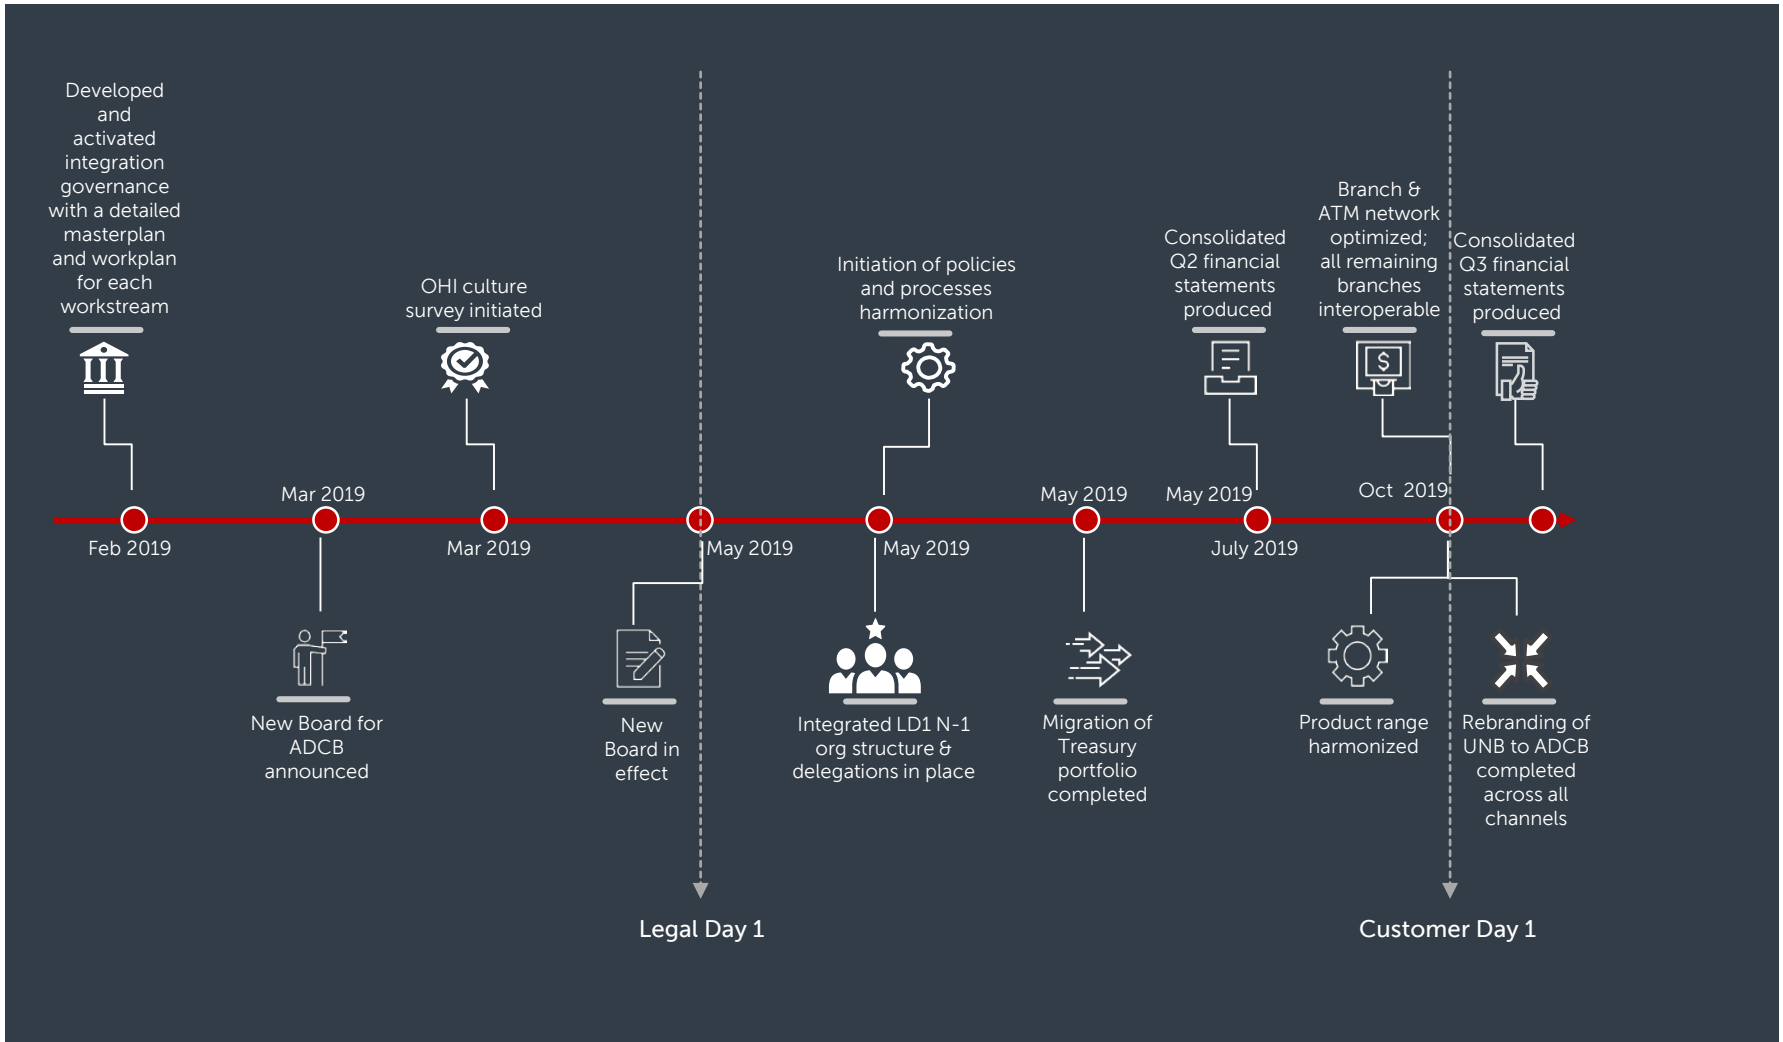 Developed
and
activated
integration
governance
with a detailed
masterplan
and workplan
for each
workstream
OHI culture
survey initiated
Initiation of policies
and processes
harmonization
Consolidated
Q2 financial
statements
produced
Branch &
ATM network
optimized;
all remaining
branches
interoperable
Consolidated
Q3 financial
statements
produced
$
Mar 2019
May 2019
May 2019
Oct 2019
Feb 2019
Mar 2019
May 2019
May 2019
July 2019
New Board for
ADCB
announced
New
Board in
effect
Integrated LD1 N-1
org structure &
delegations in place
Migration of
Treasury
portfolio
completed
Product range
harmonized
Rebranding of
UNB to ADCB
completed
across all
channels
Legal Day 1
Customer Day 1